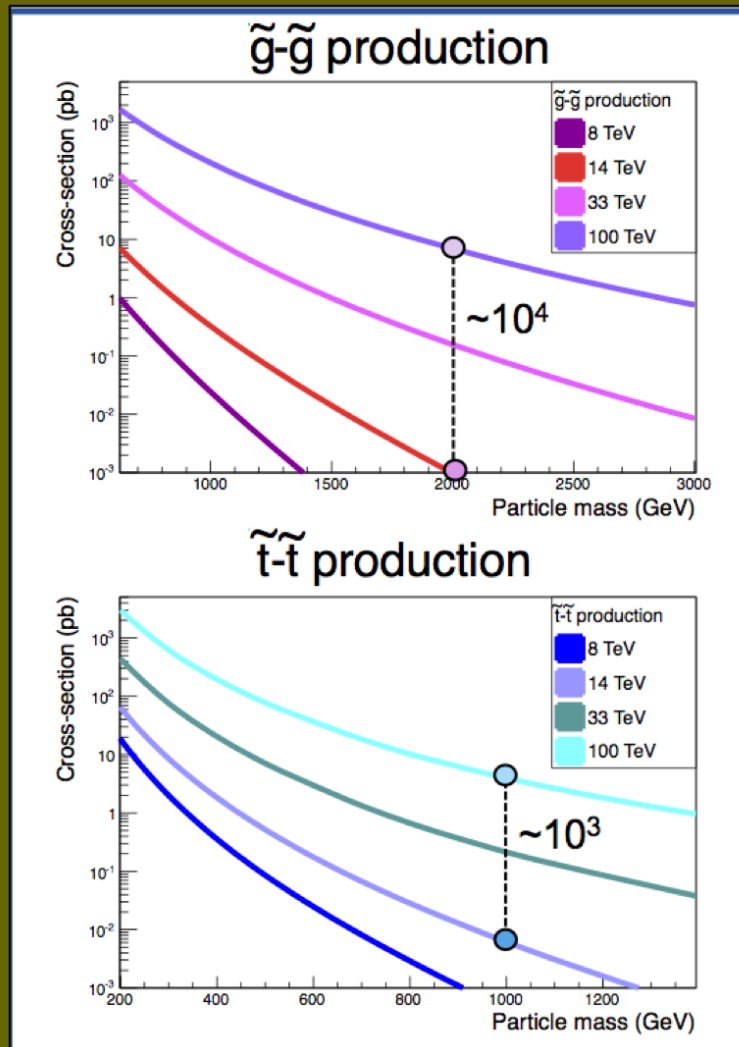 g̃-g̃ production
Cross-section (pb)
10³
10²
10
1
10⁻¹
10⁻²
10⁻³
g̃-g̃ production
8 TeV
14 TeV
33 TeV
100 TeV
~10⁴
1000
1500
2000
2500
3000
Particle mass (GeV)
t̃-t̃ production
Cross-section (pb)
10³
10²
10
1
10⁻¹
10⁻²
10⁻³
t̃-t̃ production
8 TeV
14 TeV
33 TeV
100 TeV
~10³
200
400
600
800
1000
1200
Particle mass (GeV)